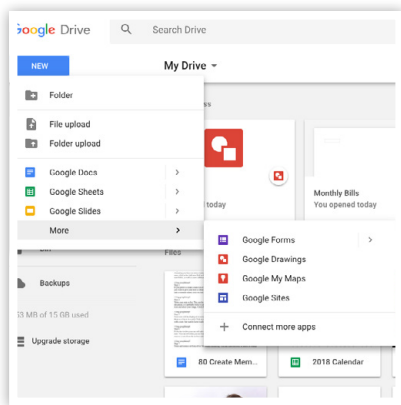 Google Drive
Search Drive
NEW
My Drive
Folder
File upload
Folder upload
Google Docs
Google Sheets
Google Slides
More
today
Monthly Bills
You opened today
Google Forms
Google Drawings
Google My Maps
Google Sites
Connect more apps
Files
Backups
MB of 15 GB used
Upgrade storage
80 Create Mem...
2018 Calendar